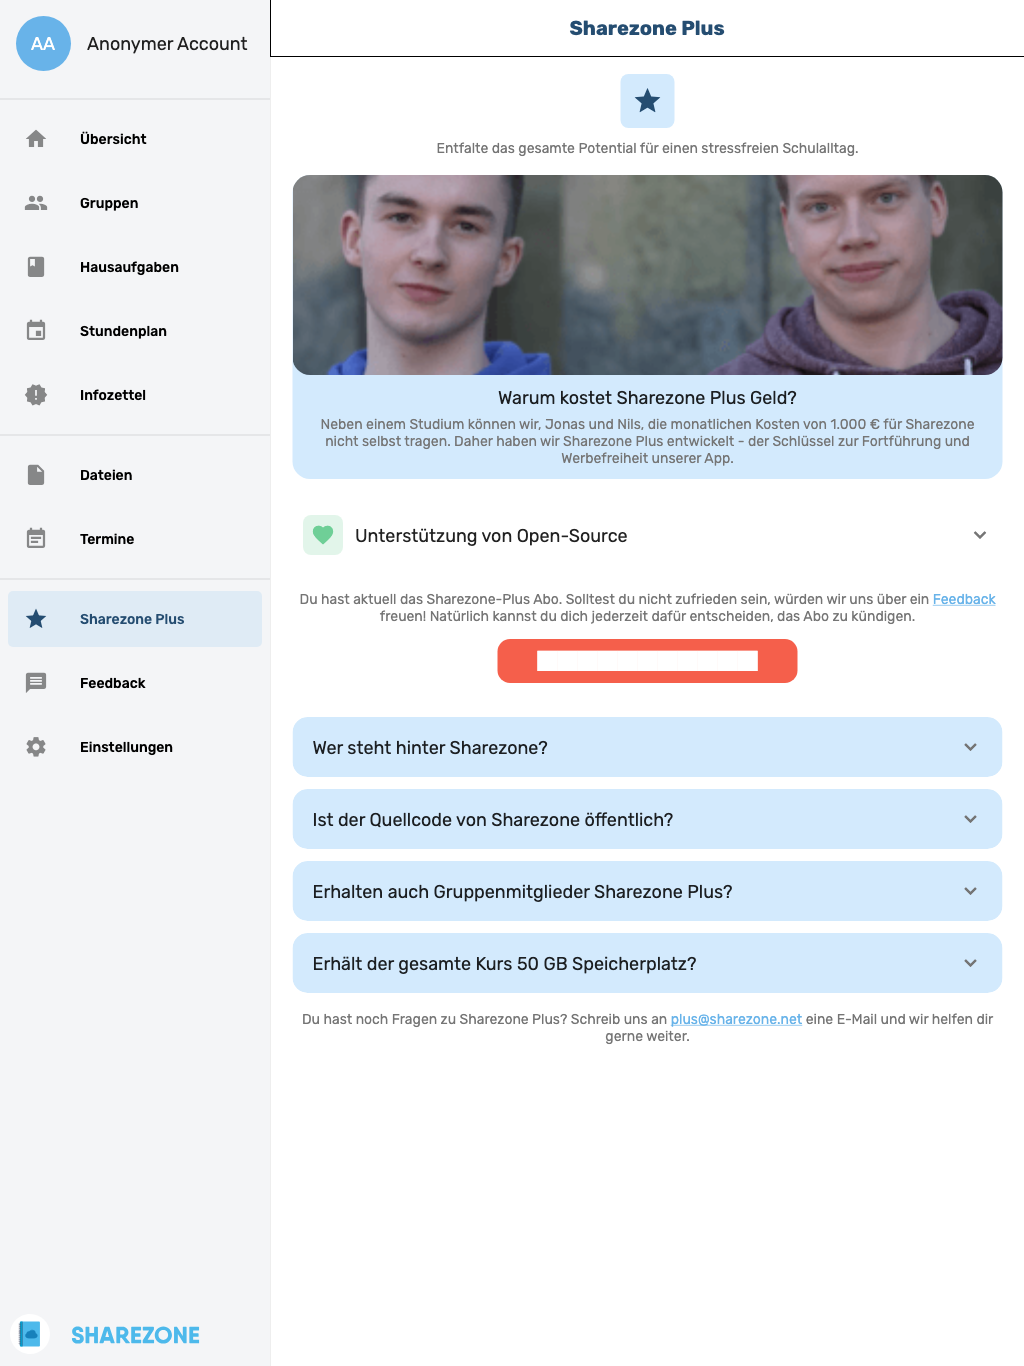 AA
Anonymer Account
Übersicht
Gruppen
Hausaufgaben
Stundenplan
Infozettel
Dateien
Termine
Sharezone Plus
Feedback
Einstellungen
SHAREZONE
Sharezone Plus
Entfalte das gesamte Potential für einen stressfreien Schulalltag.
Warum kostet Sharezone Plus Geld?
Neben einem Studium können wir, Jonas und Nils, die monatlichen Kosten von 1.000 € für Sharezone
nicht selbst tragen. Daher haben wir Sharezone Plus entwickelt - der Schlüssel zur Fortführung und
Werbefreiheit unserer App.
Unterstützung von Open-Source
Du hast aktuell das Sharezone-Plus Abo. Solltest du nicht zufrieden sein, würden wir uns über ein Feedback
freuen! Natürlich kannst du dich jederzeit dafür entscheiden, das Abo zu kündigen.
Wer steht hinter Sharezone?
Ist der Quellcode von Sharezone öffentlich?
Erhalten auch Gruppenmitglieder Sharezone Plus?
Erhält der gesamte Kurs 50 GB Speicherplatz?
Du hast noch Fragen zu Sharezone Plus? Schreib uns an plus@sharezone.net eine E-Mail und wir helfen dir
gerne weiter.